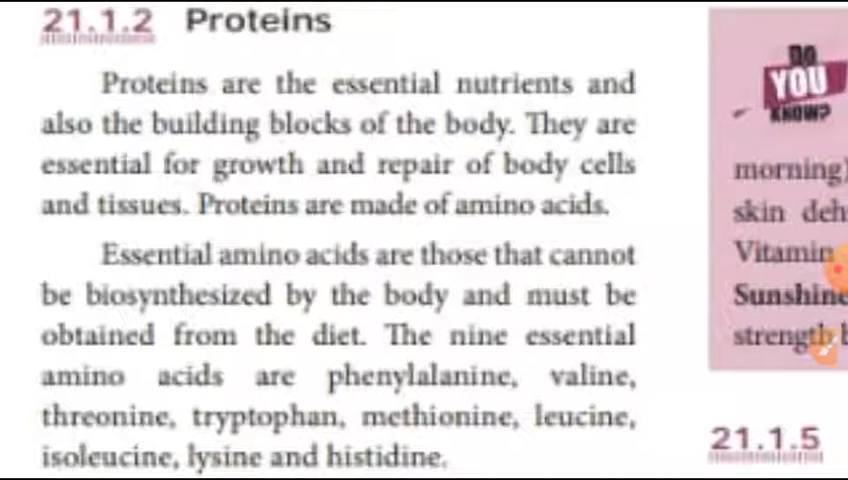 21.1.2 Proteins
Proteins are the essential nutrients and
also the building blocks of the body. They are
essential for growth and repair of body cells
and tissues. Proteins are made of amino acids.
Essential amino acids are those that cannot
be biosynthesized by the body and must be
obtained from the diet. The nine essential
amino acids are phenylalanine, valine,
threonine, tryptophan, methionine, leucine,
isoleucine, lysine and histidine.
DO
YOU
KNOW?
morning)
skin deh
Vitamin
Sunshine
strength b
21.1.5